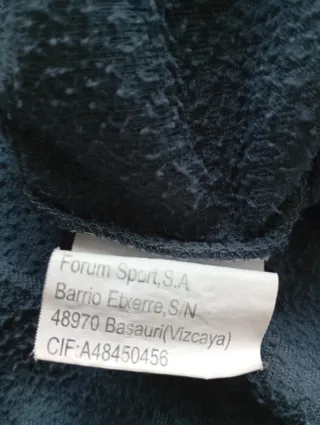 Forum Sport,S.A
Barrio Etxerre,S/N
48970 Basauri(Vizcaya)
CIF:A48450456